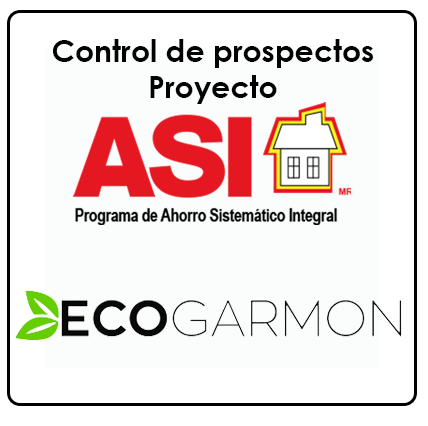 Control de prospectos
Proyecto
ASI
MR
Programa de Ahorro Sistemático Integral
ECOGARMON